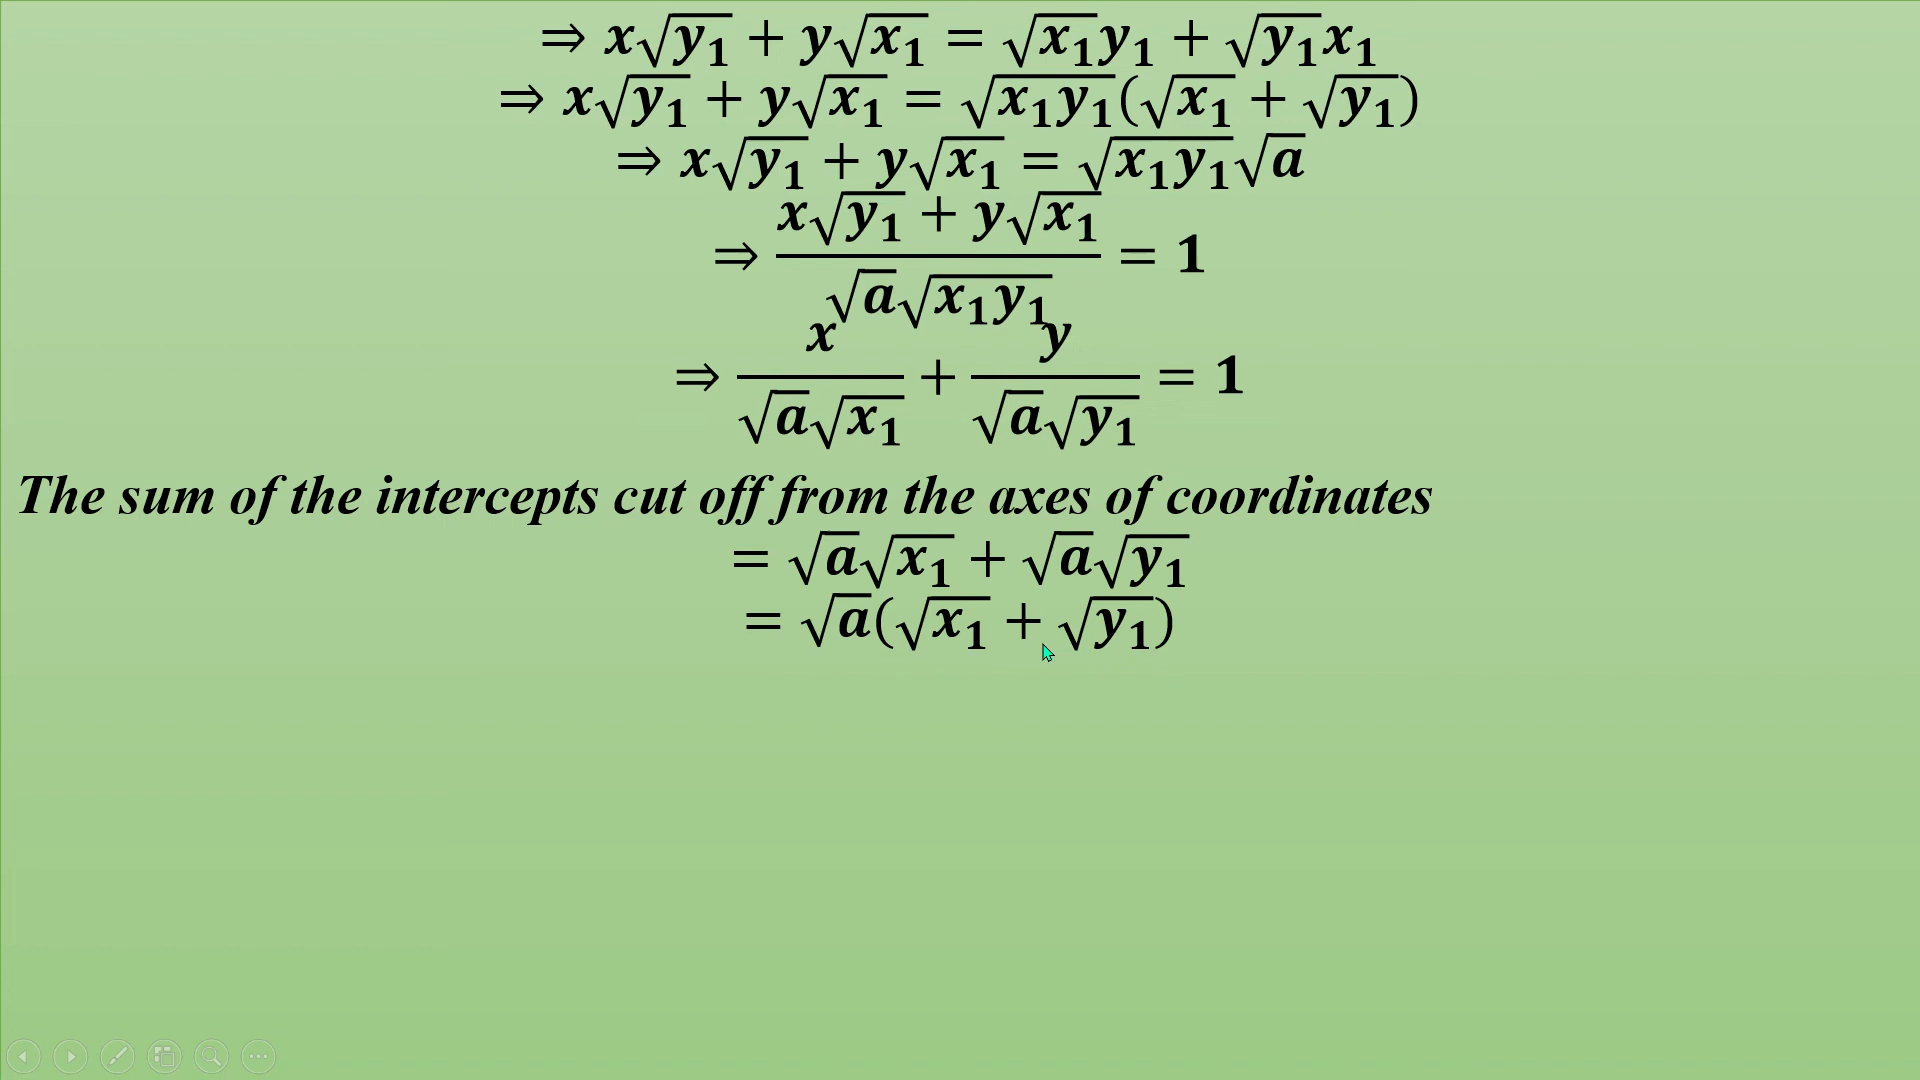 ⇒ x√y₁ + y√x₁ = √x₁y₁ + √y₁x₁
⇒ x√y₁ + y√x₁ = √(x₁y₁)(√x₁ + √y₁)
⇒ x√y₁ + y√x₁ = √(x₁y₁)√a
⇒ (x√y₁ + y√x₁)/(√a√(x₁y₁)) = 1
⇒ x/(√a√x₁) + y/(√a√y₁) = 1
The sum of the intercepts cut off from the axes of coordinates
= √a√x₁ + √a√y₁
= √a(√x₁ + √y₁)